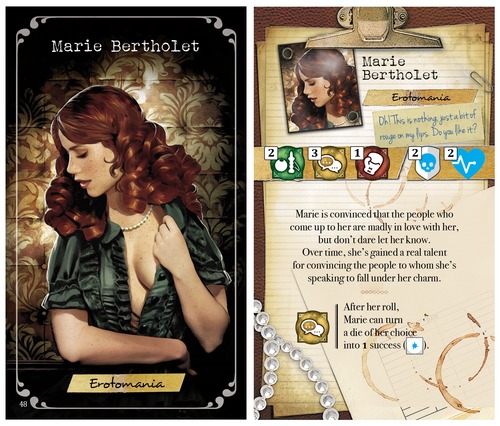 Marie Bertholet
Erotomania
48
Marie
Bertholet
Erotomania
Oh! This is nothing, just a bit of
rouge on my lips. Do you like it?
2 3 1 2 2
Marie is convinced that the people who
come up to her are madly in love with her,
but don't dare let her know.
Over time, she's gained a real talent
for convincing the people to whom she's
speaking to fall under her charm.
After her roll,
Marie can turn
a die of her choice
into 1 success ( ).